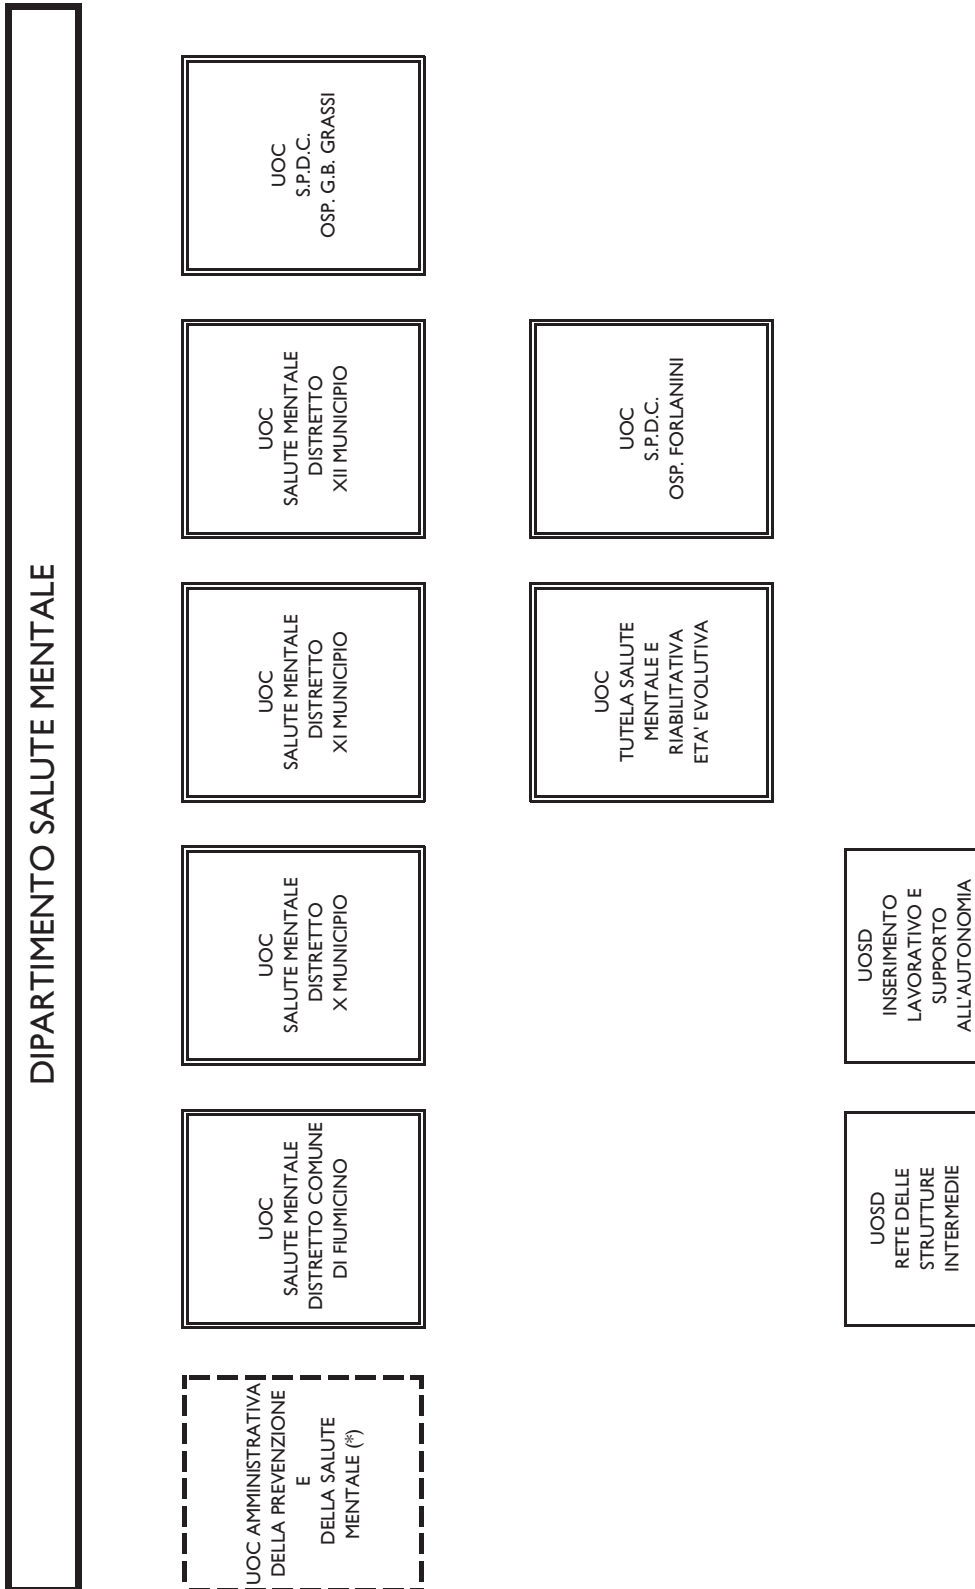 DIPARTIMENTO SALUTE MENTALE
UOC AMMINISTRATIVA
DELLA PREVENZIONE
E
DELLA SALUTE
MENTALE (*)
UOC
SALUTE MENTALE
DISTRETTO COMUNE
DI FIUMICINO
UOC
SALUTE MENTALE
DISTRETTO
X MUNICIPIO
UOC
SALUTE MENTALE
DISTRETTO
XI MUNICIPIO
UOC
SALUTE MENTALE
DISTRETTO
XII MUNICIPIO
UOC
S.P.D.C.
OSP. G.B. GRASSI
UOC
TUTELA SALUTE
MENTALE E
RIABILITATIVA
ETA' EVOLUTIVA
UOC
S.P.D.C.
OSP. FORLANINI
UOSD
RETE DELLE
STRUTTURE
INTERMEDIE
UOSD
INSERIMENTO
LAVORATIVO E
SUPPORTO
ALL'AUTONOMIA